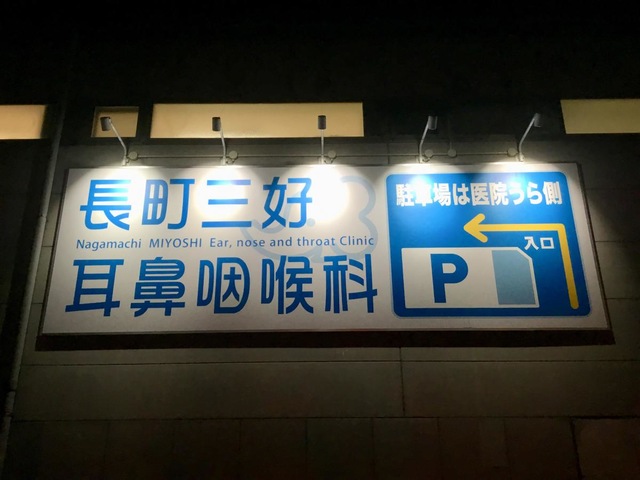 長町三好
Nagamachi MIYOSHI Ear, nose and throat Clinic
耳鼻咽喉科
駐車場は医院うら側
入口
P